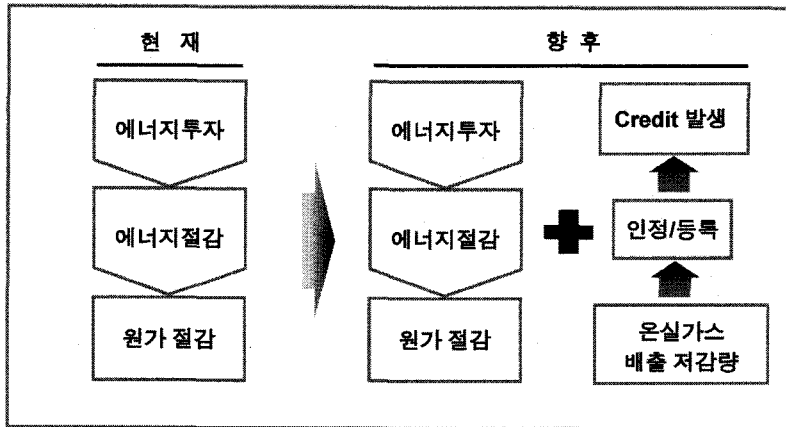 현 재
향 후
에너지투자
에너지절감
원가 절감
에너지투자
에너지절감
원가 절감
Credit 발생
인정/등록
온실가스
배출 저감량